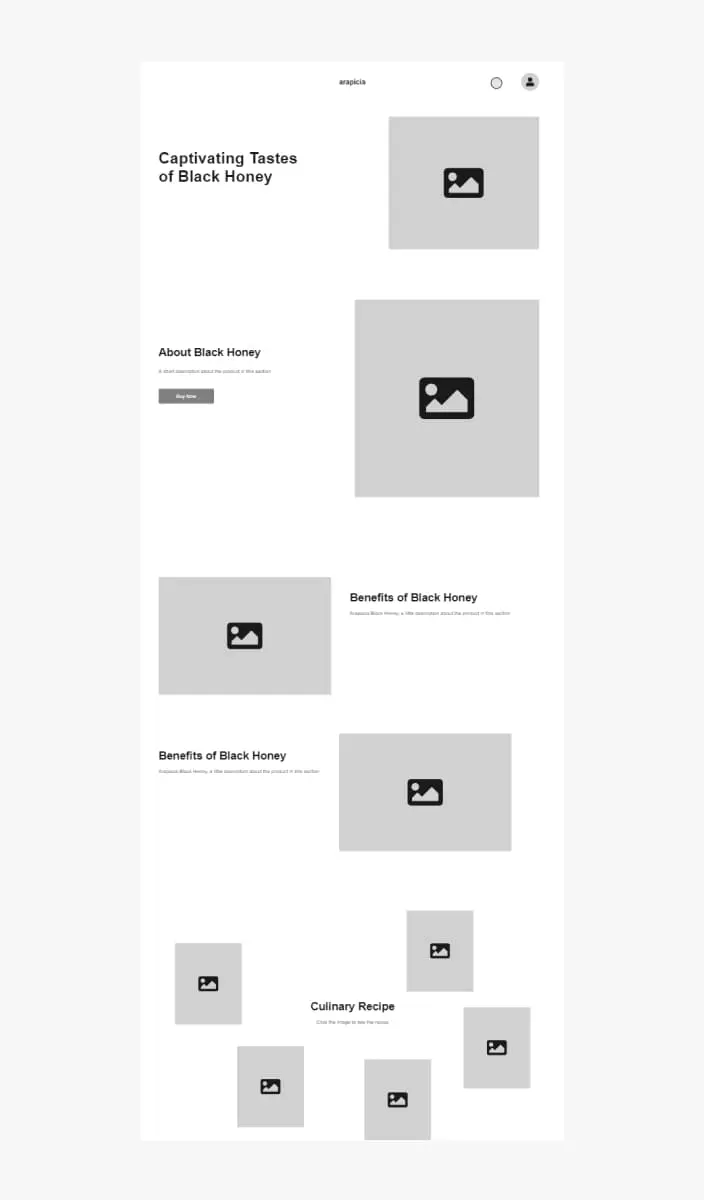 arapicia
Captivating Tastes
of Black Honey
About Black Honey
A short description about the product in this section
Buy Now
Benefits of Black Honey
Arapicia Black Honey, a little description about the product in this section
Benefits of Black Honey
Arapicia Black Honey, a little description about the product in this section
Culinary Recipe
Click the image to see the recipe